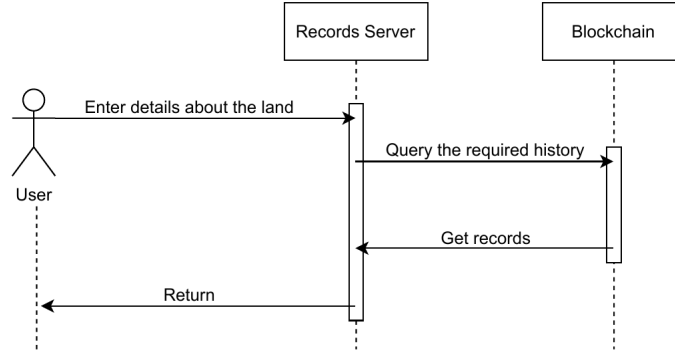 Records Server
Blockchain
Enter details about the land
Query the required history
User
Get records
Return